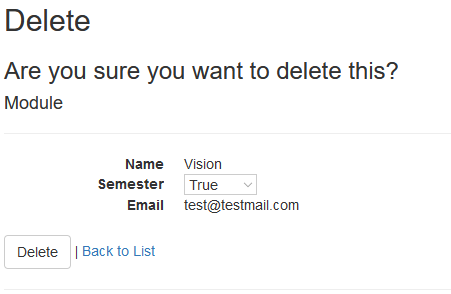 Delete
Are you sure you want to delete this?
Module
Name Vision
Semester True
Email test@testmail.com
Delete | Back to List